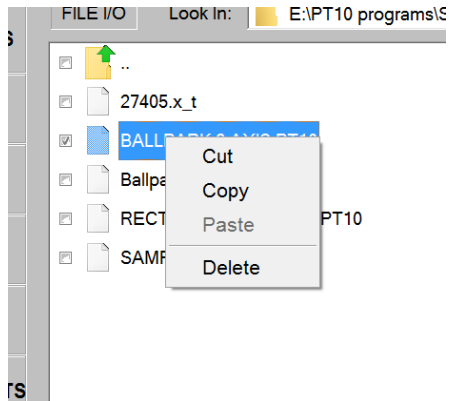 FILE I/O Look In: E:\PT10 programs\S
S
..
27405.x_t
BALLPARK 3 AXIS.PT10
Cut
Ballpa
Copy
RECT PT10
Paste
SAMP
Delete
TS